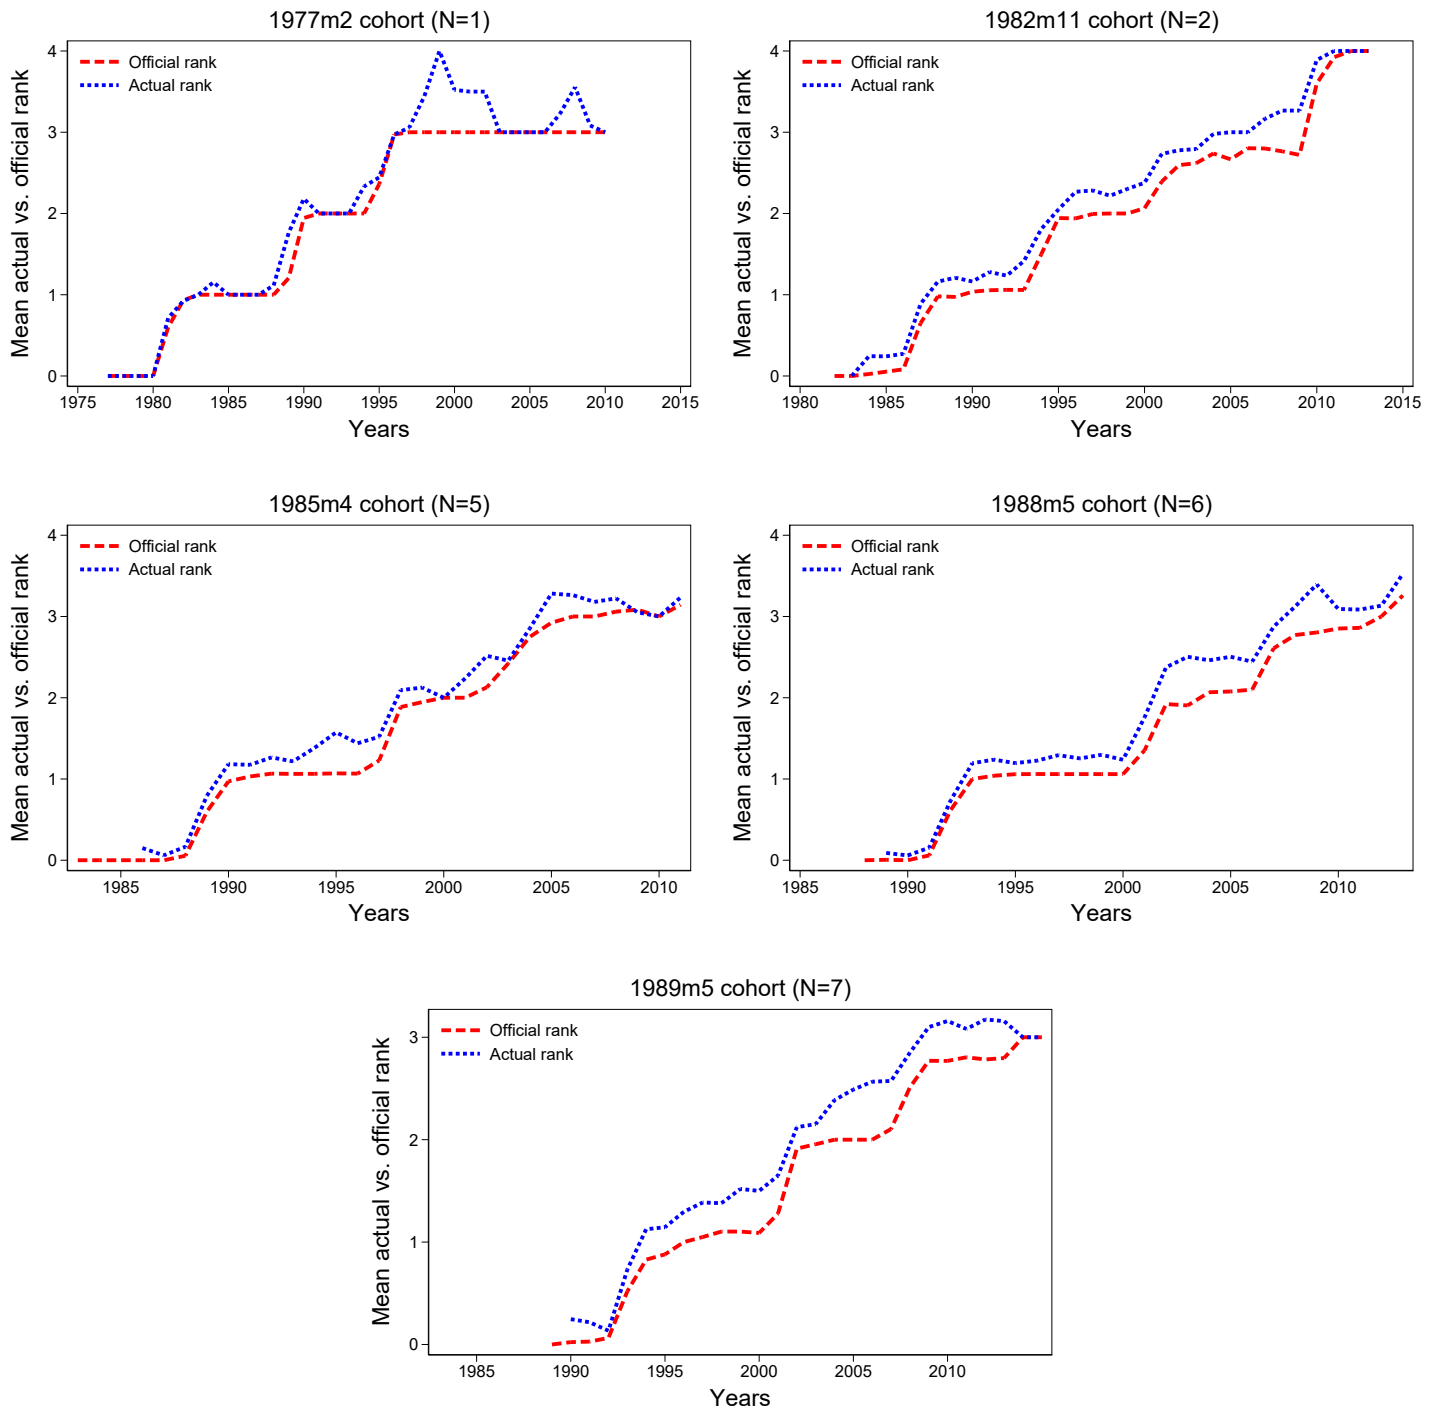 1977m2 cohort (N=1)
Mean actual vs. official rank
4
3
2
1
0
Official rank
Actual rank
1975 1980 1985 1990 1995 2000 2005 2010 2015
Years
1982m11 cohort (N=2)
Mean actual vs. official rank
4
3
2
1
0
Official rank
Actual rank
1980 1985 1990 1995 2000 2005 2010 2015
Years
1985m4 cohort (N=5)
Mean actual vs. official rank
4
3
2
1
0
Official rank
Actual rank
1985 1990 1995 2000 2005 2010
Years
1988m5 cohort (N=6)
Mean actual vs. official rank
4
3
2
1
0
Official rank
Actual rank
1985 1990 1995 2000 2005 2010
Years
1989m5 cohort (N=7)
Mean actual vs. official rank
3
2
1
0
Official rank
Actual rank
1985 1990 1995 2000 2005 2010
Years